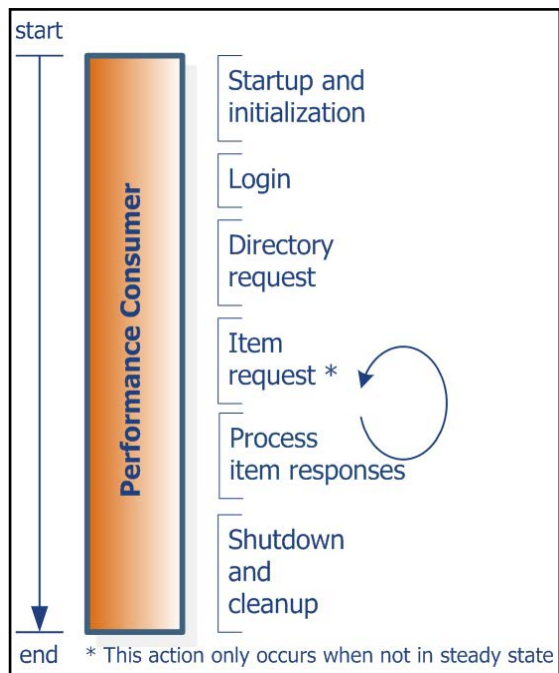 start
Performance Consumer
Startup and
initialization
Login
Directory
request
Item
request *
Process
item responses
Shutdown
and
cleanup
end
* This action only occurs when not in steady state